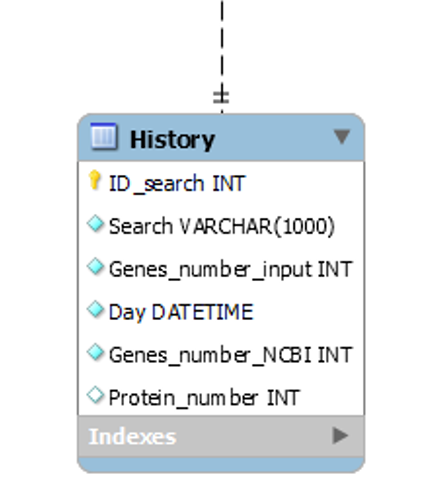 History
ID_search INT
Search VARCHAR(1000)
Genes_number_input INT
Day DATETIME
Genes_number_NCBI INT
Protein_number INT
Indexes